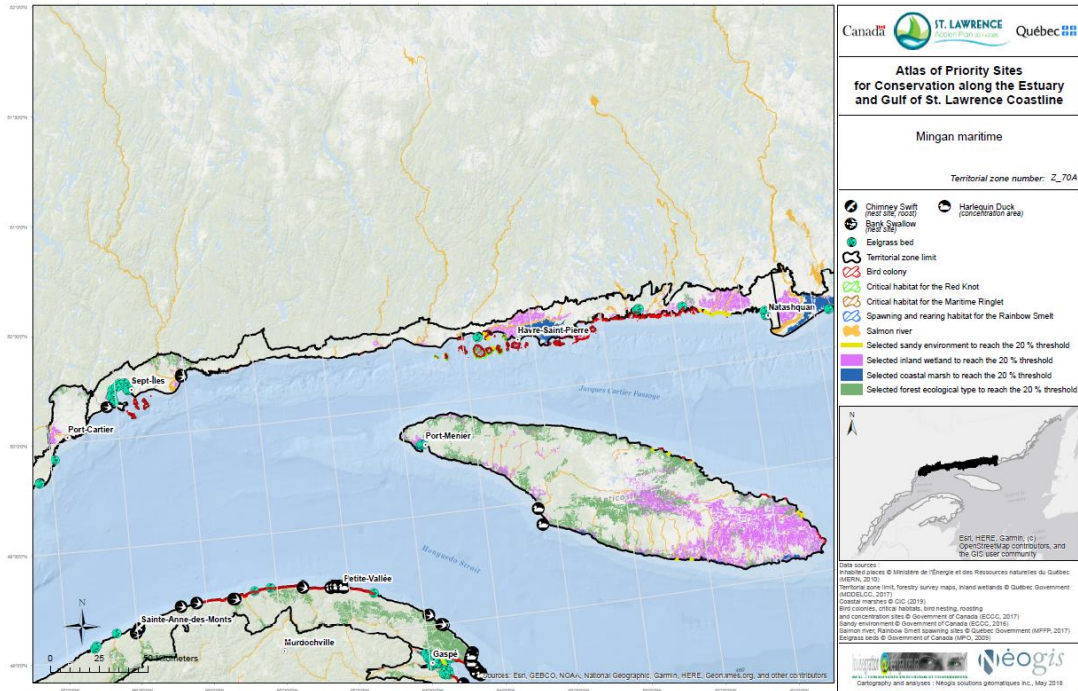 Canada
ST. LAWRENCE
Québec
Atlas of Priority Sites
for Conservation along the Estuary
and Gulf of St. Lawrence Coastline
Mingan maritime
Territorial zone number: Z_70A
Chimney Swift
(nest site, roost)
Harlequin Duck
(concentration area)
Bank Swallow
(nest site)
Eelgrass bed
Territorial zone limit
Bird colony
Critical habitat for the Red Knot
Critical habitat for the Maritime Ringlet
Spawning and rearing habitat for the Rainbow Smelt
Salmon river
Selected sandy environment to reach the 20 % threshold
Selected inland wetland to reach the 20 % threshold
Selected coastal marsh to reach the 20 % threshold
Selected forest ecological type to reach the 20 % threshold
N
Esri, HERE, Garmin, (c)
OpenStreetMap contributors, and
the GIS user community
Data sources :
Inhabited places © Ministère de l'Énergie et des Ressources naturelles du Québec
(MERN, 2010)
Territorial zone limit, forestry survey maps, inland wetlands © Québec Government
(MDDELCC, 2017)
Coastal marshes © CIC (2019)
Bird colonies, critical habitats, bird nesting, roosting
and concentration sites © Government of Canada (ECCC, 2017)
Sandy environment © Government of Canada (ECCC, 2016)
Salmon river, Rainbow Smelt spawning sites © Québec Government (MFFP, 2017)
Eelgrass beds © Government of Canada (MPO, 2009)
Néogis
Cartography and analyses : Néogis solutions géomatiques inc., May 2018
Natashquan
Havre-Saint-Pierre
Sept-Îles
Jacques Cartier Passage
Port-Cartier
Port-Menier
Honguedo Strait
Petite-Vallée
Sainte-Anne-des-Monts
Murdochville
Gaspé
N
0 25 50 Kilometers
Sources: Esri, GEBCO, NOAA, National Geographic, Garmin, HERE, Geonames.org, and other contributors